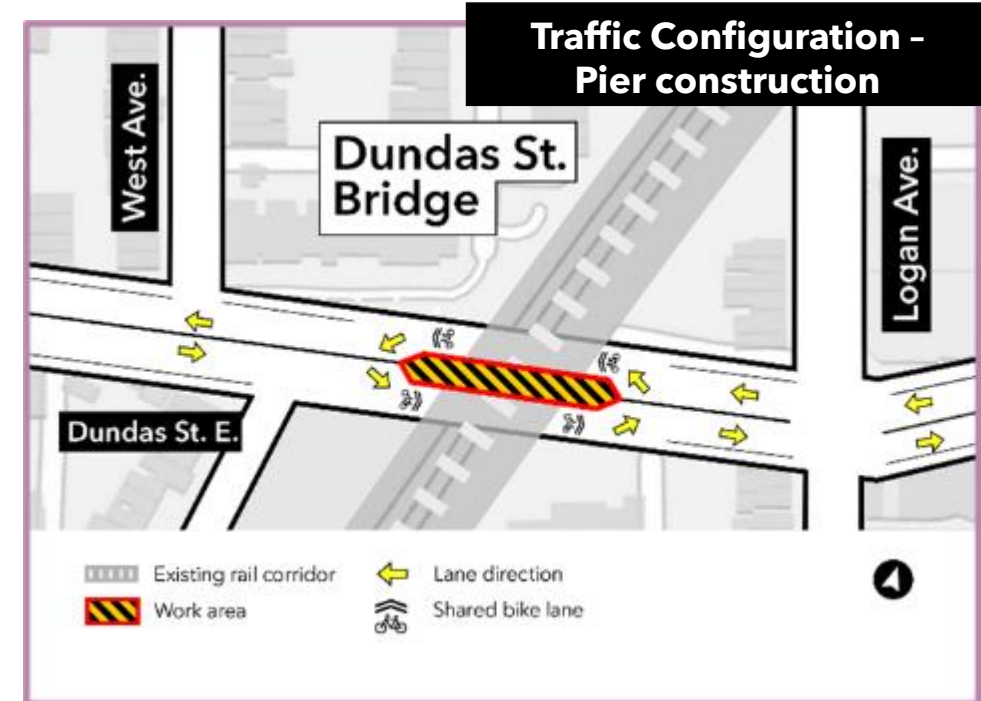 Traffic Configuration –
Pier construction
West Ave.
Dundas St.
Bridge
Logan Ave.
Dundas St. E.
Existing rail corridor
Lane direction
Work area
Shared bike lane